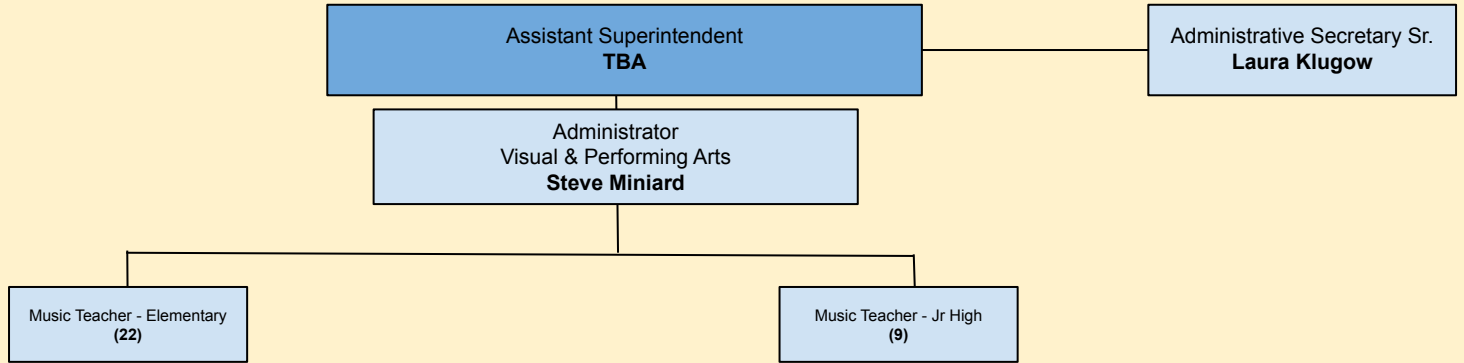 Assistant Superintendent
TBA
Administrative Secretary Sr.
Laura Klugow
Administrator
Visual & Performing Arts
Steve Miniard
Music Teacher - Elementary
(22)
Music Teacher - Jr High
(9)